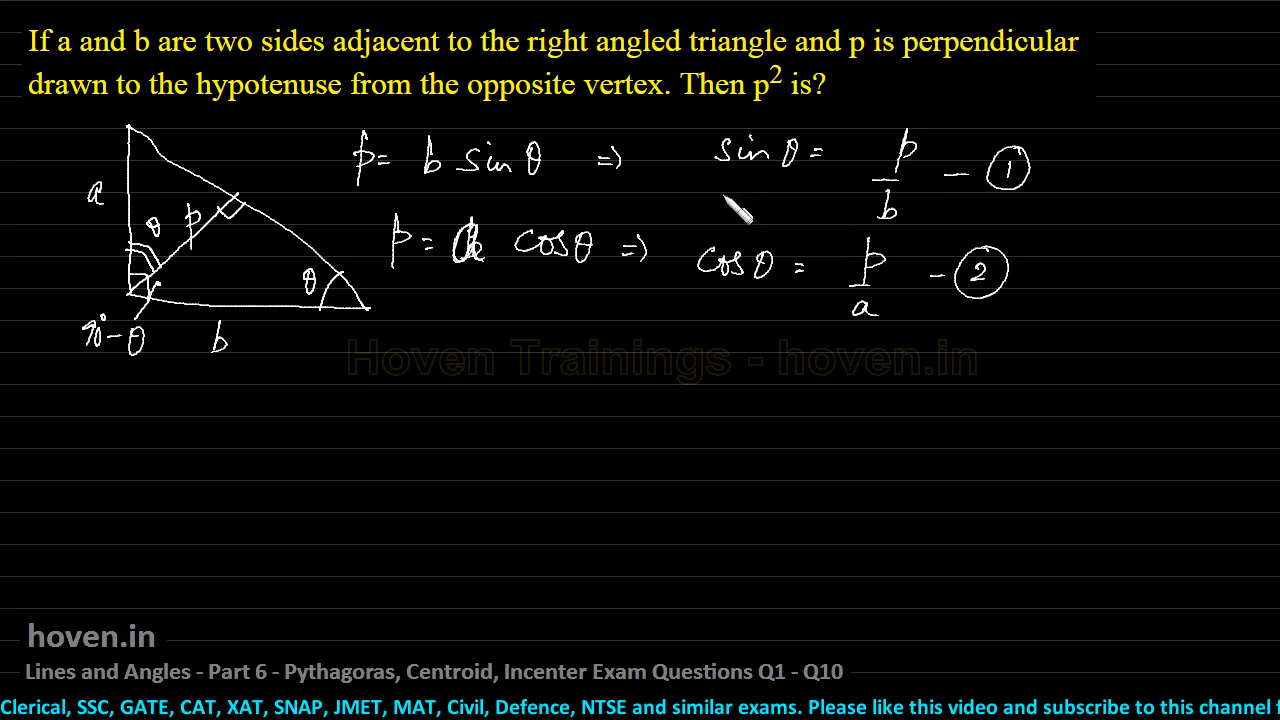 If a and b are two sides adjacent to the right angled triangle and p is perpendicular
drawn to the hypotenuse from the opposite vertex. Then p² is?
p = b sin θ ⇒ sin θ = p/b - ①
a
θ p
p = a cos θ ⇒ cos θ = p/a - ②
θ
90° - θ b
Hoven Trainings - hoven.in
hoven.in
Lines and Angles - Part 6 - Pythagoras, Centroid, Incenter Exam Questions Q1 - Q10
Clerical, SSC, GATE, CAT, XAT, SNAP, JMET, MAT, Civil, Defence, NTSE and similar exams. Please like this video and subscribe to this channel